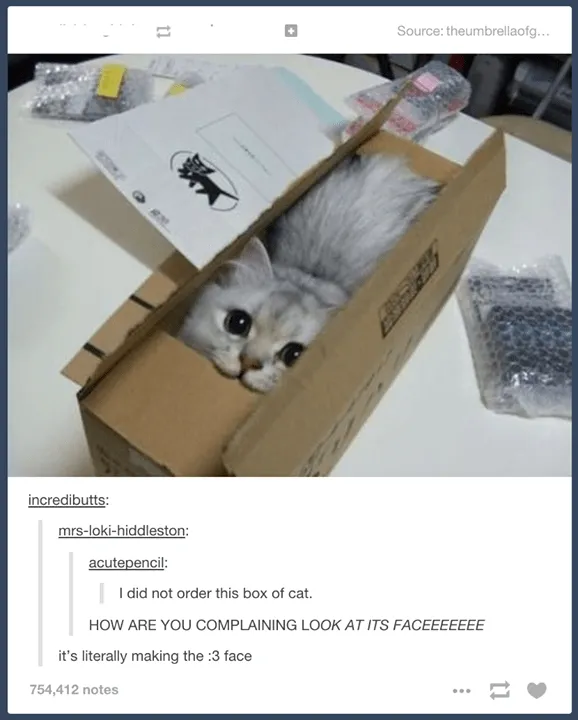 Source: theumbrellaofg...
incredibutts:
mrs-loki-hiddleston:
acutepencil:
I did not order this box of cat.
HOW ARE YOU COMPLAINING LOOK AT ITS FACEEEEEEE
it's literally making the :3 face
754,412 notes